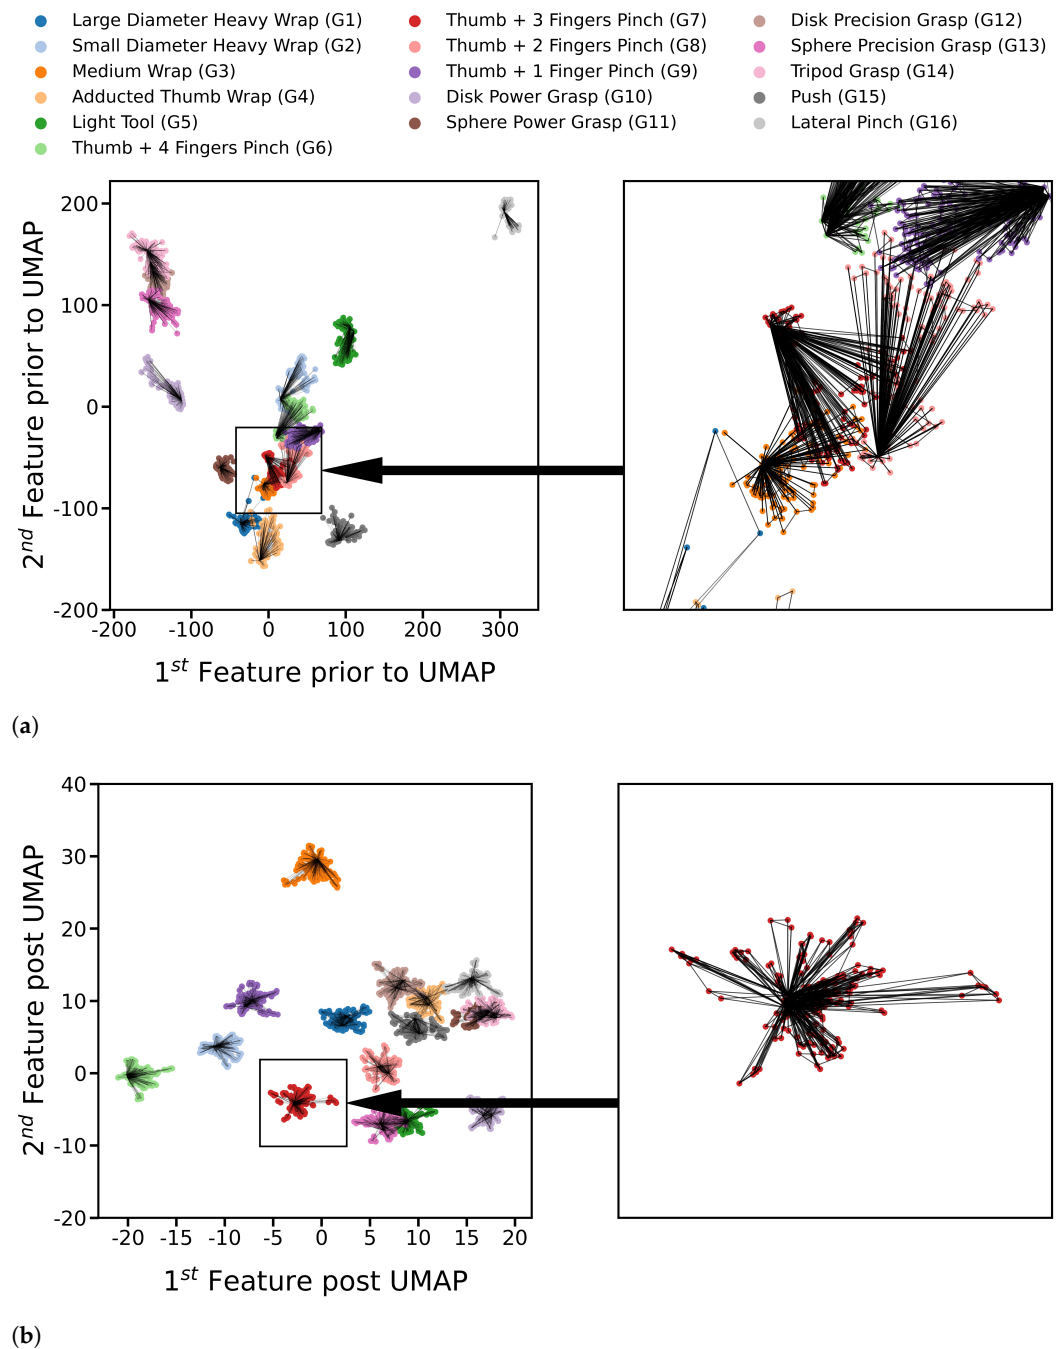 Large Diameter Heavy Wrap (G1)
Small Diameter Heavy Wrap (G2)
Medium Wrap (G3)
Adducted Thumb Wrap (G4)
Light Tool (G5)
Thumb + 4 Fingers Pinch (G6)
Thumb + 3 Fingers Pinch (G7)
Thumb + 2 Fingers Pinch (G8)
Thumb + 1 Finger Pinch (G9)
Disk Power Grasp (G10)
Sphere Power Grasp (G11)
Disk Precision Grasp (G12)
Sphere Precision Grasp (G13)
Tripod Grasp (G14)
Push (G15)
Lateral Pinch (G16)
2nd Feature prior to UMAP
200
100
0
-100
-200
-200 -100 0 100 200 300
1st Feature prior to UMAP
(a)
2nd Feature post UMAP
40
30
20
10
0
-10
-20
-20 -15 -10 -5 0 5 10 15 20
1st Feature post UMAP
(b)